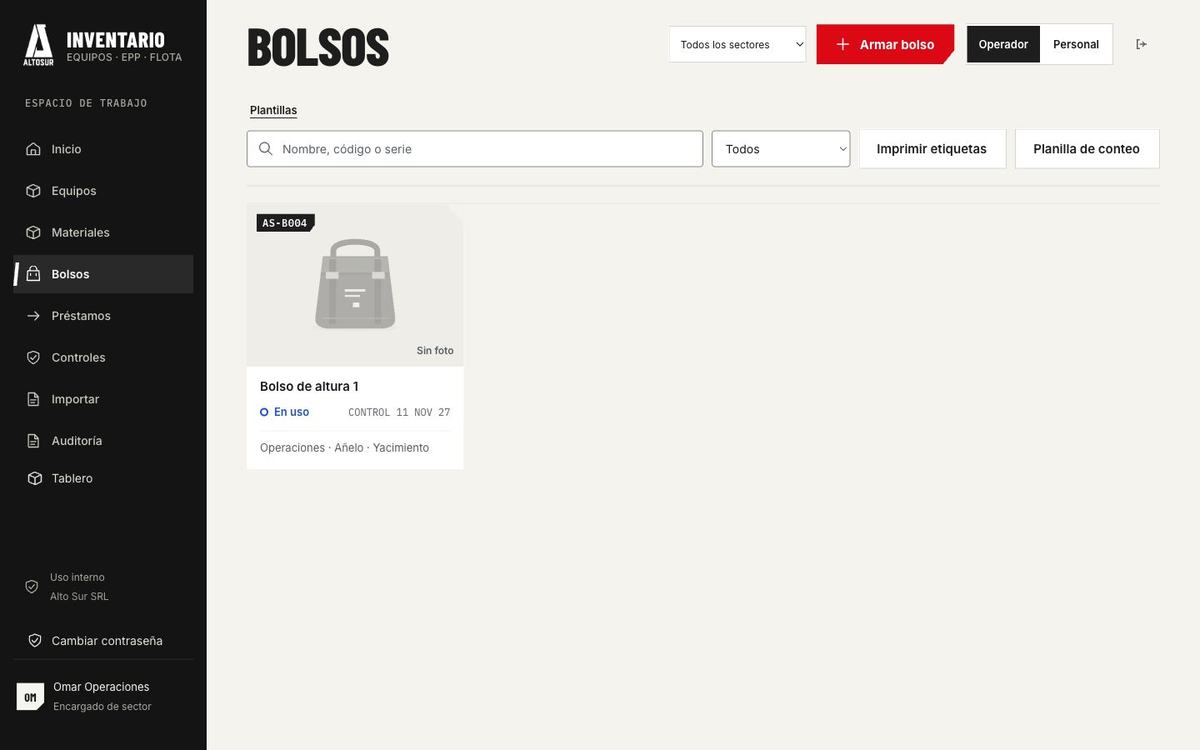 ALTOSUR
INVENTARIO
EQUIPOS · EPP · FLOTA
ESPACIO DE TRABAJO
Inicio
Equipos
Materiales
Bolsos
Préstamos
Controles
Importar
Auditoría
Tablero
Uso interno
Alto Sur SRL
Cambiar contraseña
OM
Omar Operaciones
Encargado de sector
BOLSOS
Todos los sectores
Armar bolso
Operador
Personal
Plantillas
Nombre, código o serie
Todos
Imprimir etiquetas
Planilla de conteo
AS-B004
Sin foto
Bolso de altura 1
En uso
CONTROL 11 NOV 27
Operaciones · Añelo · Yacimiento